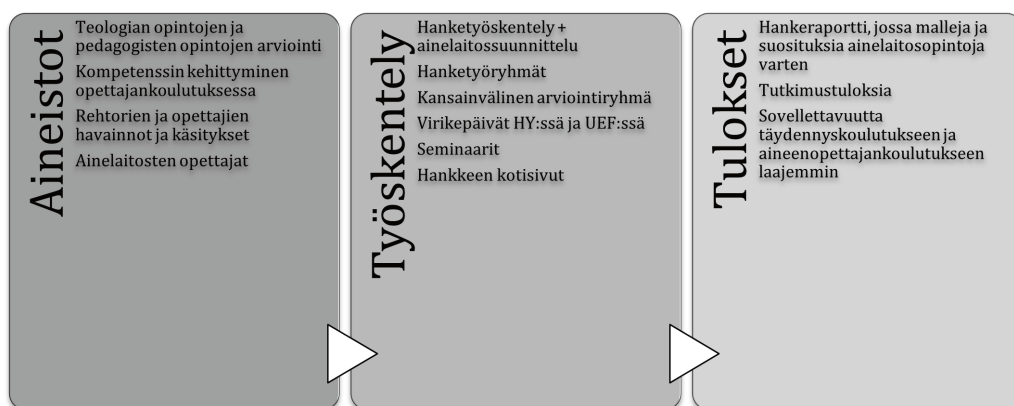 Aineistot
Teologian opintojen ja
pedagogisten opintojen arviointi
Kompetenssin kehittyminen
opettajankoulutuksessa
Rehtorien ja opettajien
havainnot ja käsitykset
Ainelaitosten opettajat
Työskentely
Hanketyöskentely +
ainelaitossuunnittelu
Hanketyöryhmät
Kansainvälinen arviointiryhmä
Virikepäivät HY:ssä ja UEF:ssä
Seminaarit
Hankkeen kotisivut
Tulokset
Hankeraportti, jossa malleja ja
suosituksia ainelaitosopintoja
varten
Tutkimustuloksia
Sovellettavuutta
täydennyskoulutukseen ja
aineenopettajankoulutukseen
laajemmin